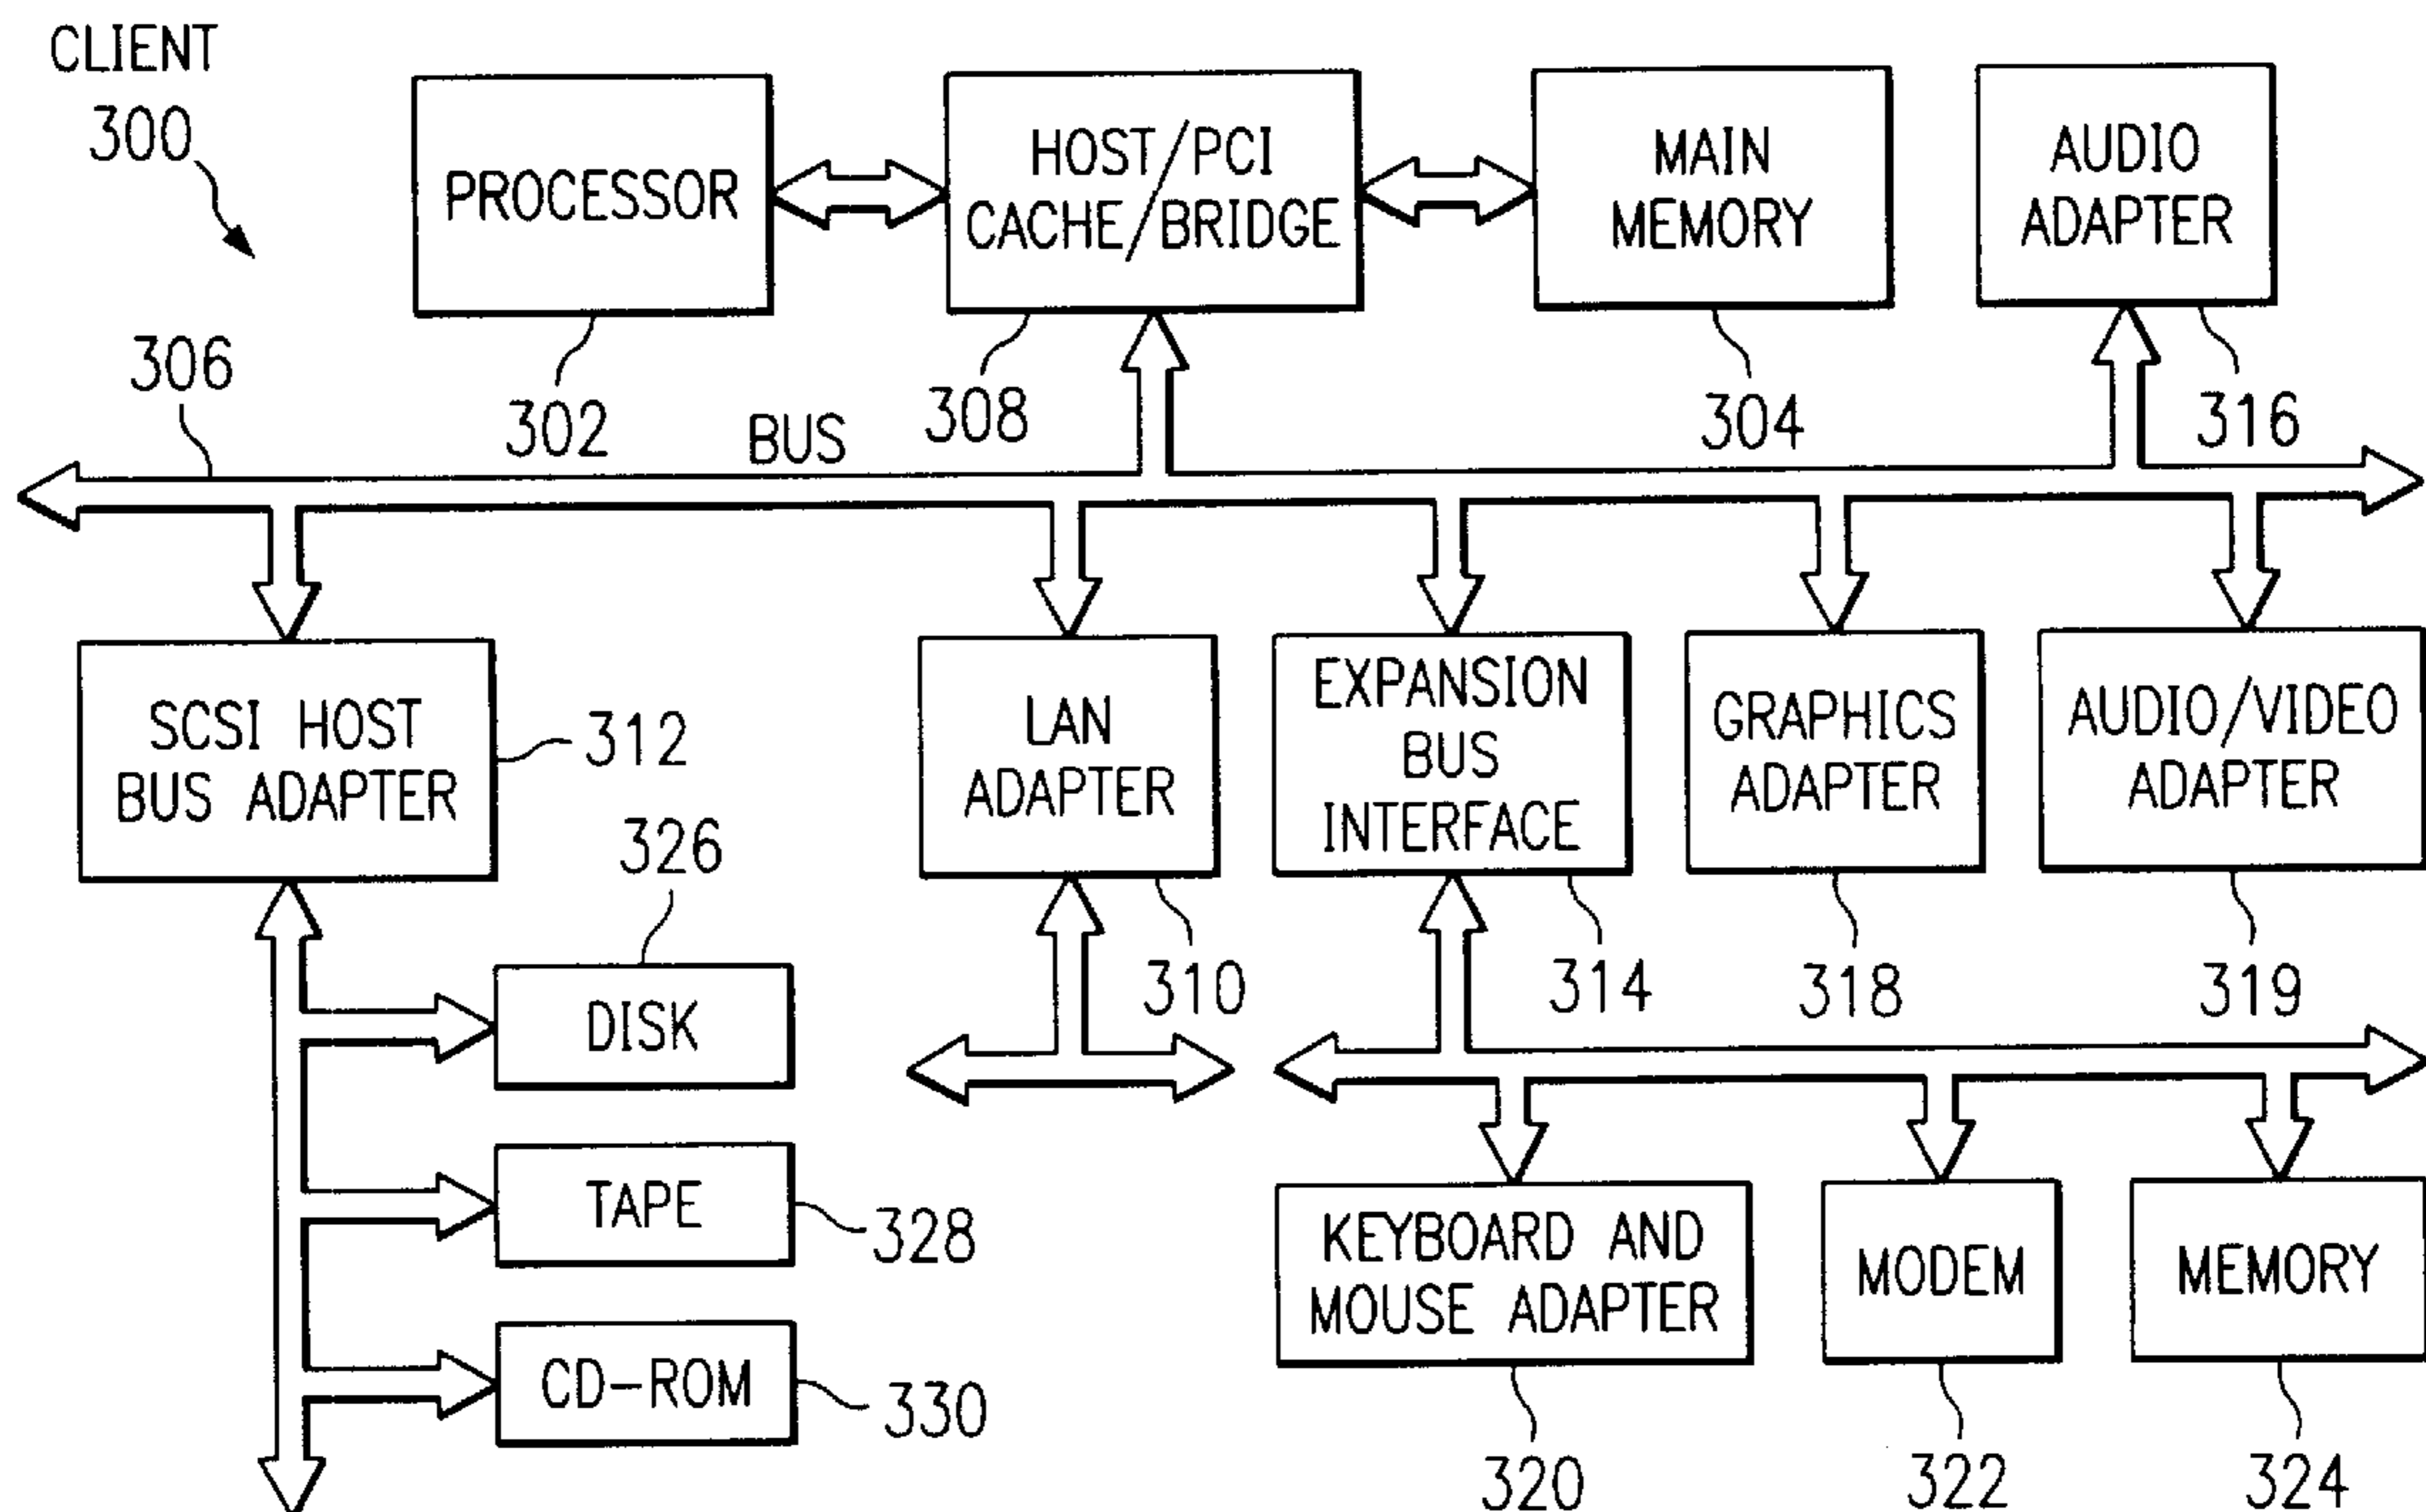 CLIENT
300
PROCESSOR
302
HOST/PCI
CACHE/BRIDGE
308
MAIN
MEMORY
304
AUDIO
ADAPTER
316
306
BUS
SCSI HOST
BUS ADAPTER
312
LAN
ADAPTER
310
EXPANSION
BUS
INTERFACE
314
GRAPHICS
ADAPTER
318
AUDIO/VIDEO
ADAPTER
319
326
DISK
TAPE
328
CD-ROM
330
KEYBOARD AND
MOUSE ADAPTER
320
MODEM
322
MEMORY
324